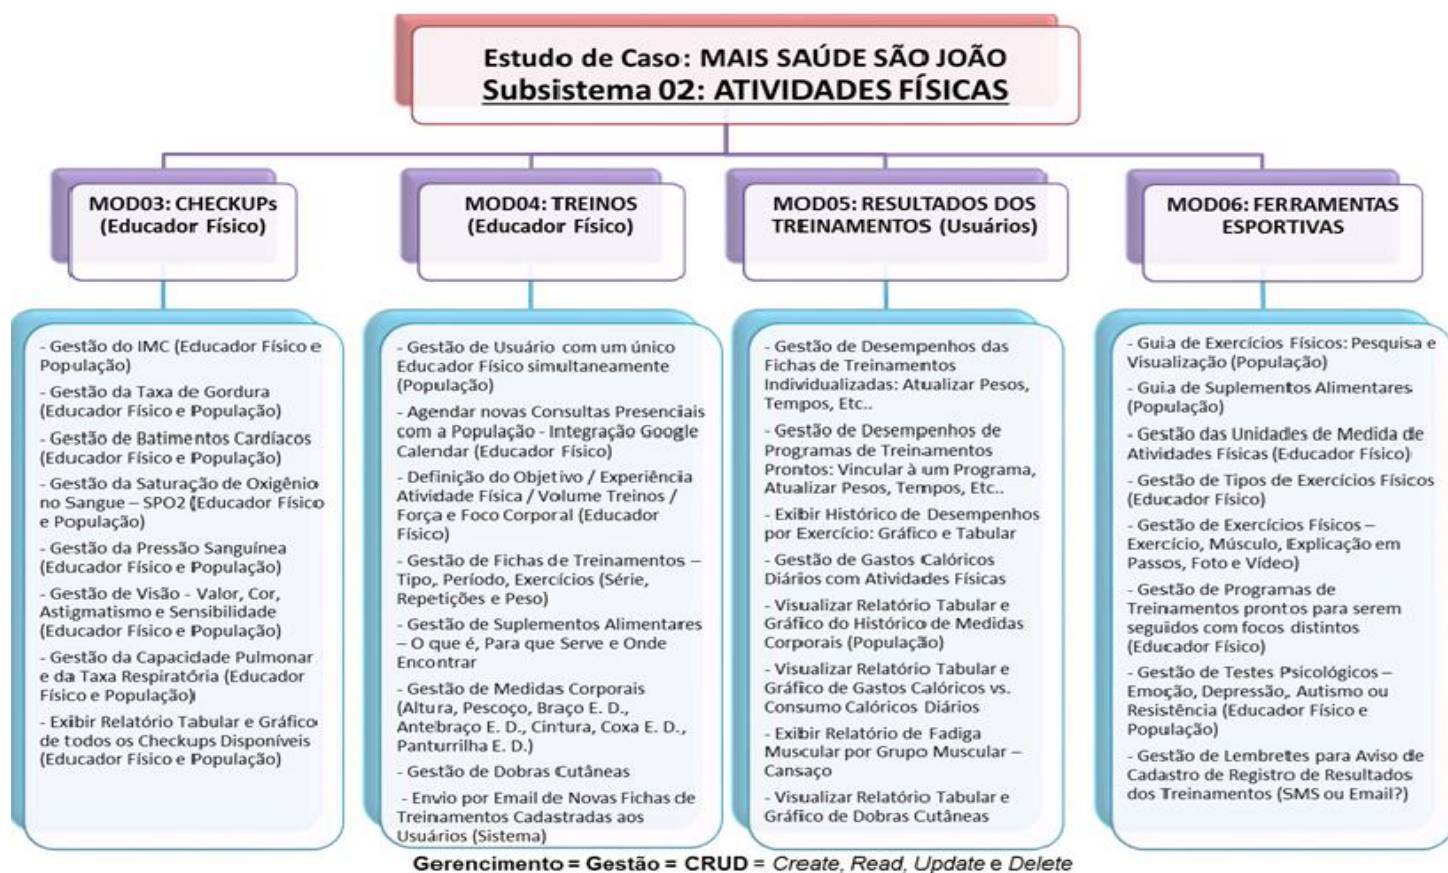 Estudo de Caso: MAIS SAÚDE SÃO JOÃO
Subsistema 02: ATIVIDADES FÍSICAS
MOD03: CHECKUPs
(Educador Físico)
MOD04: TREINOS
(Educador Físico)
MOD05: RESULTADOS DOS
TREINAMENTOS (Usuários)
MOD06: FERRAMENTAS
ESPORTIVAS
- Gestão do IMC (Educador Físico e
População)
- Gestão da Taxa de Gordura
(Educador Físico e População)
- Gestão de Batimentos Cardíacos
(Educador Físico e População)
- Gestão da Saturação de Oxigênio
no Sangue – SPO2 (Educador Físico
e População)
- Gestão da Pressão Sanguínea
(Educador Físico e População)
- Gestão de Visão - Valor, Cor,
Astigmatismo e Sensibilidade
(Educador Físico e População)
- Gestão da Capacidade Pulmonar
e da Taxa Respiratória (Educador
Físico e População)
- Exibir Relatório Tabular e Gráfico
de todos os Checkups Disponíveis
(Educador Físico e População)
- Gestão de Usuário com um único
Educador Físico simultaneamente
(População)
- Agendar novas Consultas Presenciais
com a População - Integração Google
Calendar (Educador Físico)
- Definição do Objetivo / Experiência
Atividade Física / Volume Treinos /
Força e Foco Corporal (Educador
Físico)
- Gestão de Fichas de Treinamentos –
Tipo, Período, Exercícios (Série,
Repetições e Peso)
- Gestão de Suplementos Alimentares
– O que é, Para que Serve e Onde
Encontrar
- Gestão de Medidas Corporais
(Altura, Pescoço, Braço E. D.,
Antebraço E. D., Cintura, Coxa E. D.,
Panturrilha E. D.)
- Gestão de Dobras Cutâneas
- Envio por Email de Novas Fichas de
Treinamentos Cadastradas aos
Usuários (Sistema)
- Gestão de Desempenhos das
Fichas de Treinamentos
Individualizadas: Atualizar Pesos,
Tempos, Etc..
- Gestão de Desempenhos de
Programas de Treinamentos
Prontos: Vincular à um Programa,
Atualizar Pesos, Tempos, Etc..
- Exibir Histórico de Desempenhos
por Exercício: Gráfico e Tabular
- Gestão de Gastos Calóricos
Diários com Atividades Físicas
- Visualizar Relatório Tabular e
Gráfico do Histórico de Medidas
Corporais (População)
- Visualizar Relatório Tabular e
Gráfico de Gastos Calóricos vs.
Consumo Calóricos Diários
- Exibir Relatório de Fadiga
Muscular por Grupo Muscular –
Cansaço
- Visualizar Relatório Tabular e
Gráfico de Dobras Cutâneas
- Guia de Exercícios Físicos: Pesquisa e
Visualização (População)
- Guia de Suplementos Alimentares
(População)
- Gestão das Unidades de Medida de
Atividades Físicas (Educador Físico)
- Gestão de Tipos de Exercícios Físicos
(Educador Físico)
- Gestão de Exercícios Físicos –
Exercício, Músculo, Explicação em
Passos, Foto e Vídeo)
- Gestão de Programas de
Treinamentos prontos para serem
seguidos com focos distintos
(Educador Físico)
- Gestão de Testes Psicológicos –
Emoção, Depressão, Autismo ou
Resistência (Educador Físico e
População)
- Gestão de Lembretes para Aviso de
Cadastro de Registro de Resultados
dos Treinamentos (SMS ou Email?)
Gerencimento = Gestão = CRUD = Create, Read, Update e Delete